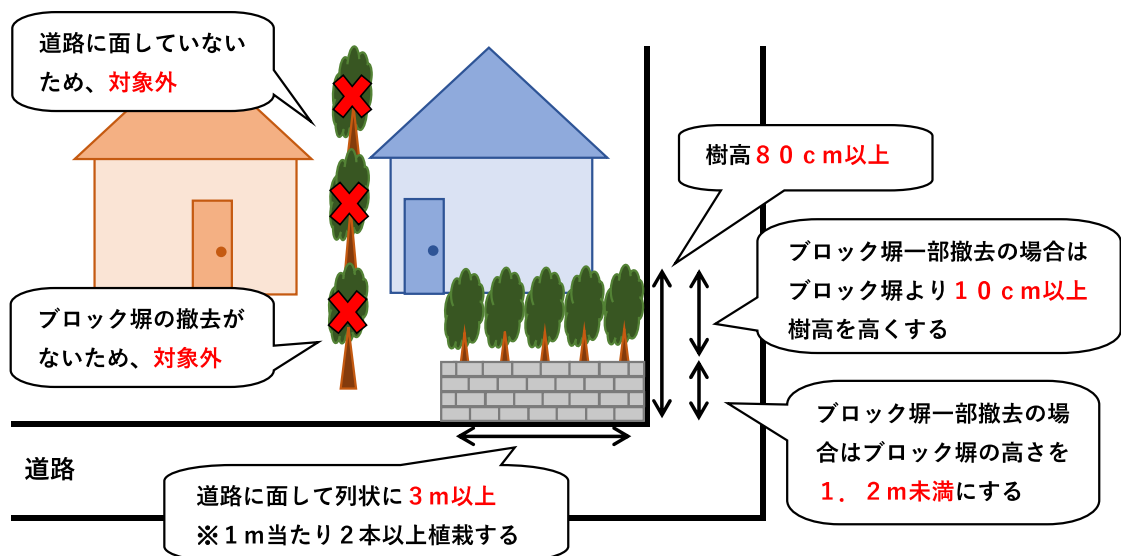 道路に面していない
ため、対象外
樹高８０ｃｍ以上
ブロック塀一部撤去の場合は
ブロック塀より１０ｃｍ以上
樹高を高くする
ブロック塀の撤去が
ないため、対象外
ブロック塀一部撤去の場
合はブロック塀の高さを
１．２ｍ未満にする
道路
道路に面して列状に３ｍ以上
※１ｍ当たり２本以上植栽する